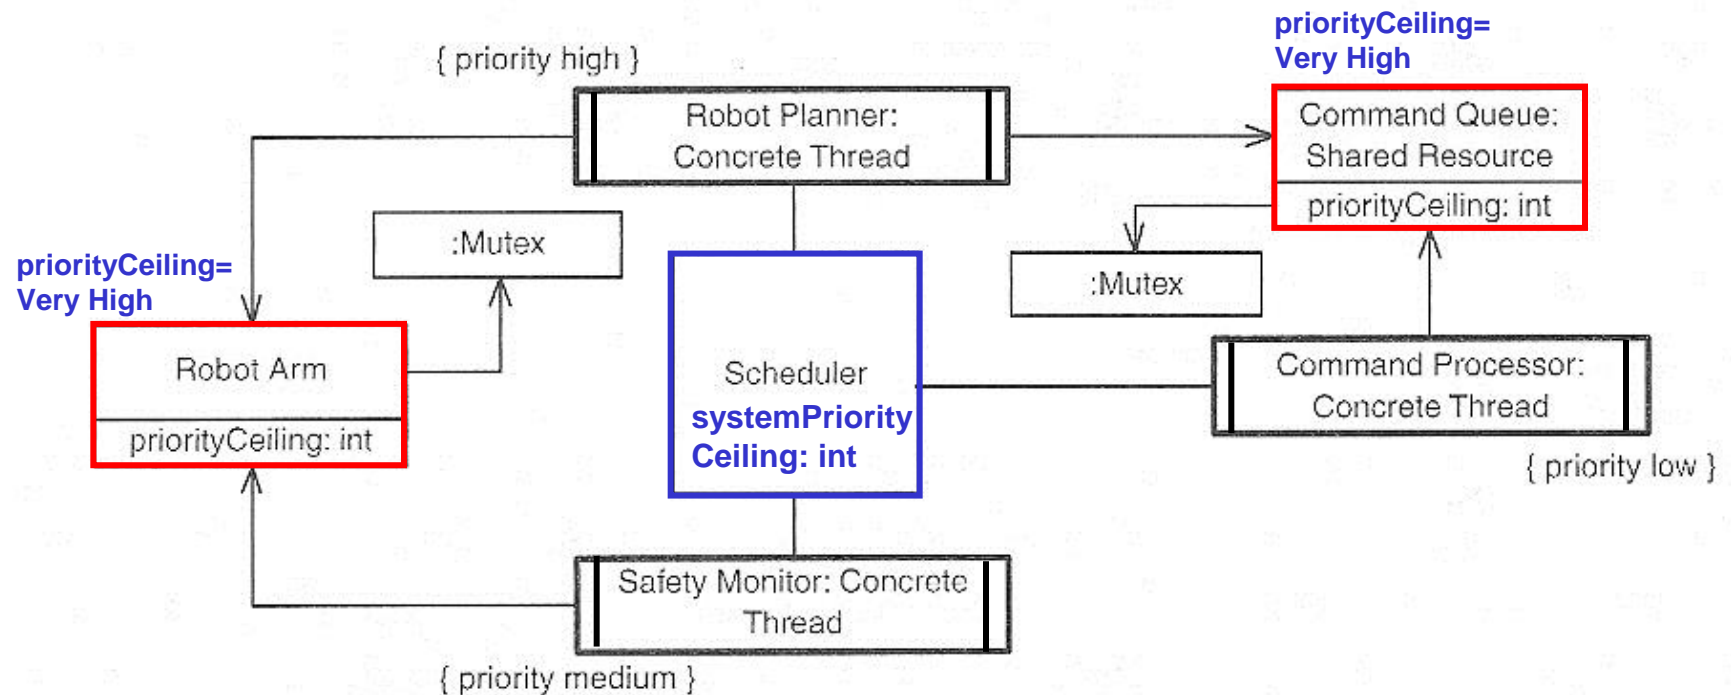 priorityCeiling=
Very High
{ priority high }
Robot Planner:
Concrete Thread
Command Queue:
Shared Resource
priorityCeiling: int
:Mutex
priorityCeiling=
Very High
:Mutex
Robot Arm
priorityCeiling: int
Scheduler
systemPriority
Ceiling: int
Command Processor:
Concrete Thread
{ priority low }
Safety Monitor: Concrete
Thread
{ priority medium }